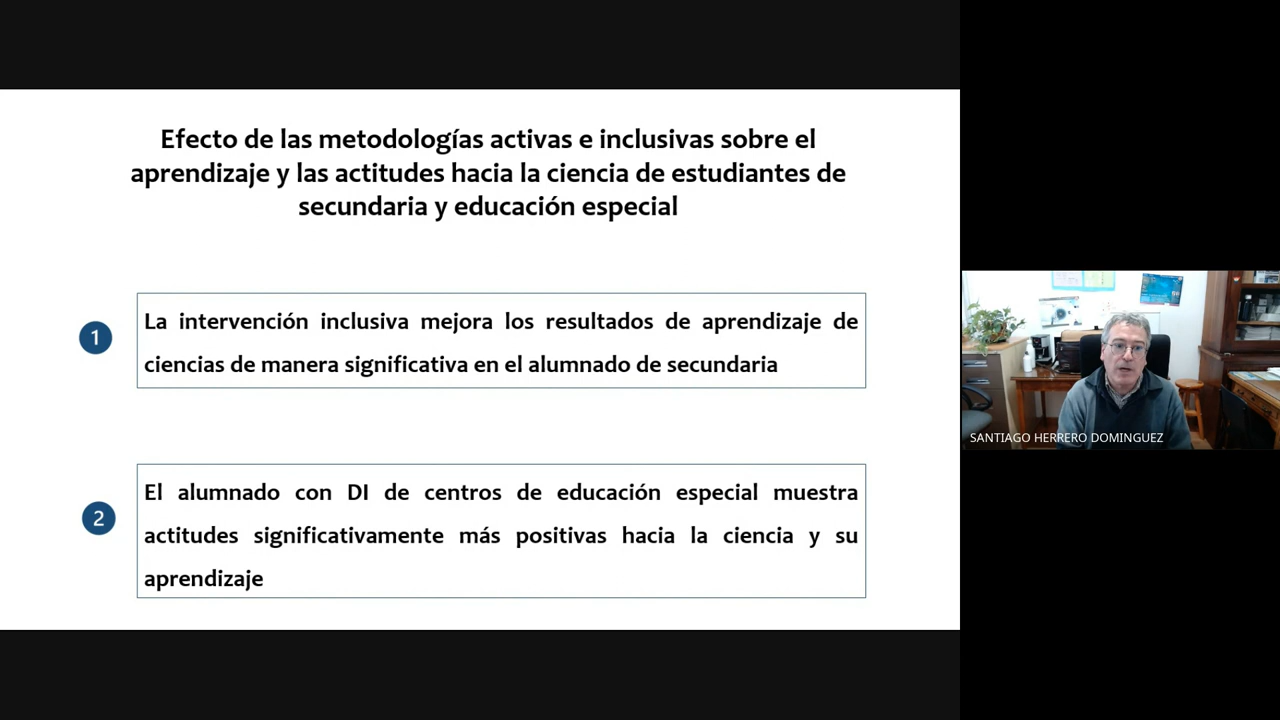 Efecto de las metodologías activas e inclusivas sobre el
aprendizaje y las actitudes hacia la ciencia de estudiantes de
secundaria y educación especial
1
La intervención inclusiva mejora los resultados de aprendizaje de
ciencias de manera significativa en el alumnado de secundaria
2
El alumnado con DI de centros de educación especial muestra
actitudes significativamente más positivas hacia la ciencia y su
aprendizaje
SANTIAGO HERRERO DOMINGUEZ